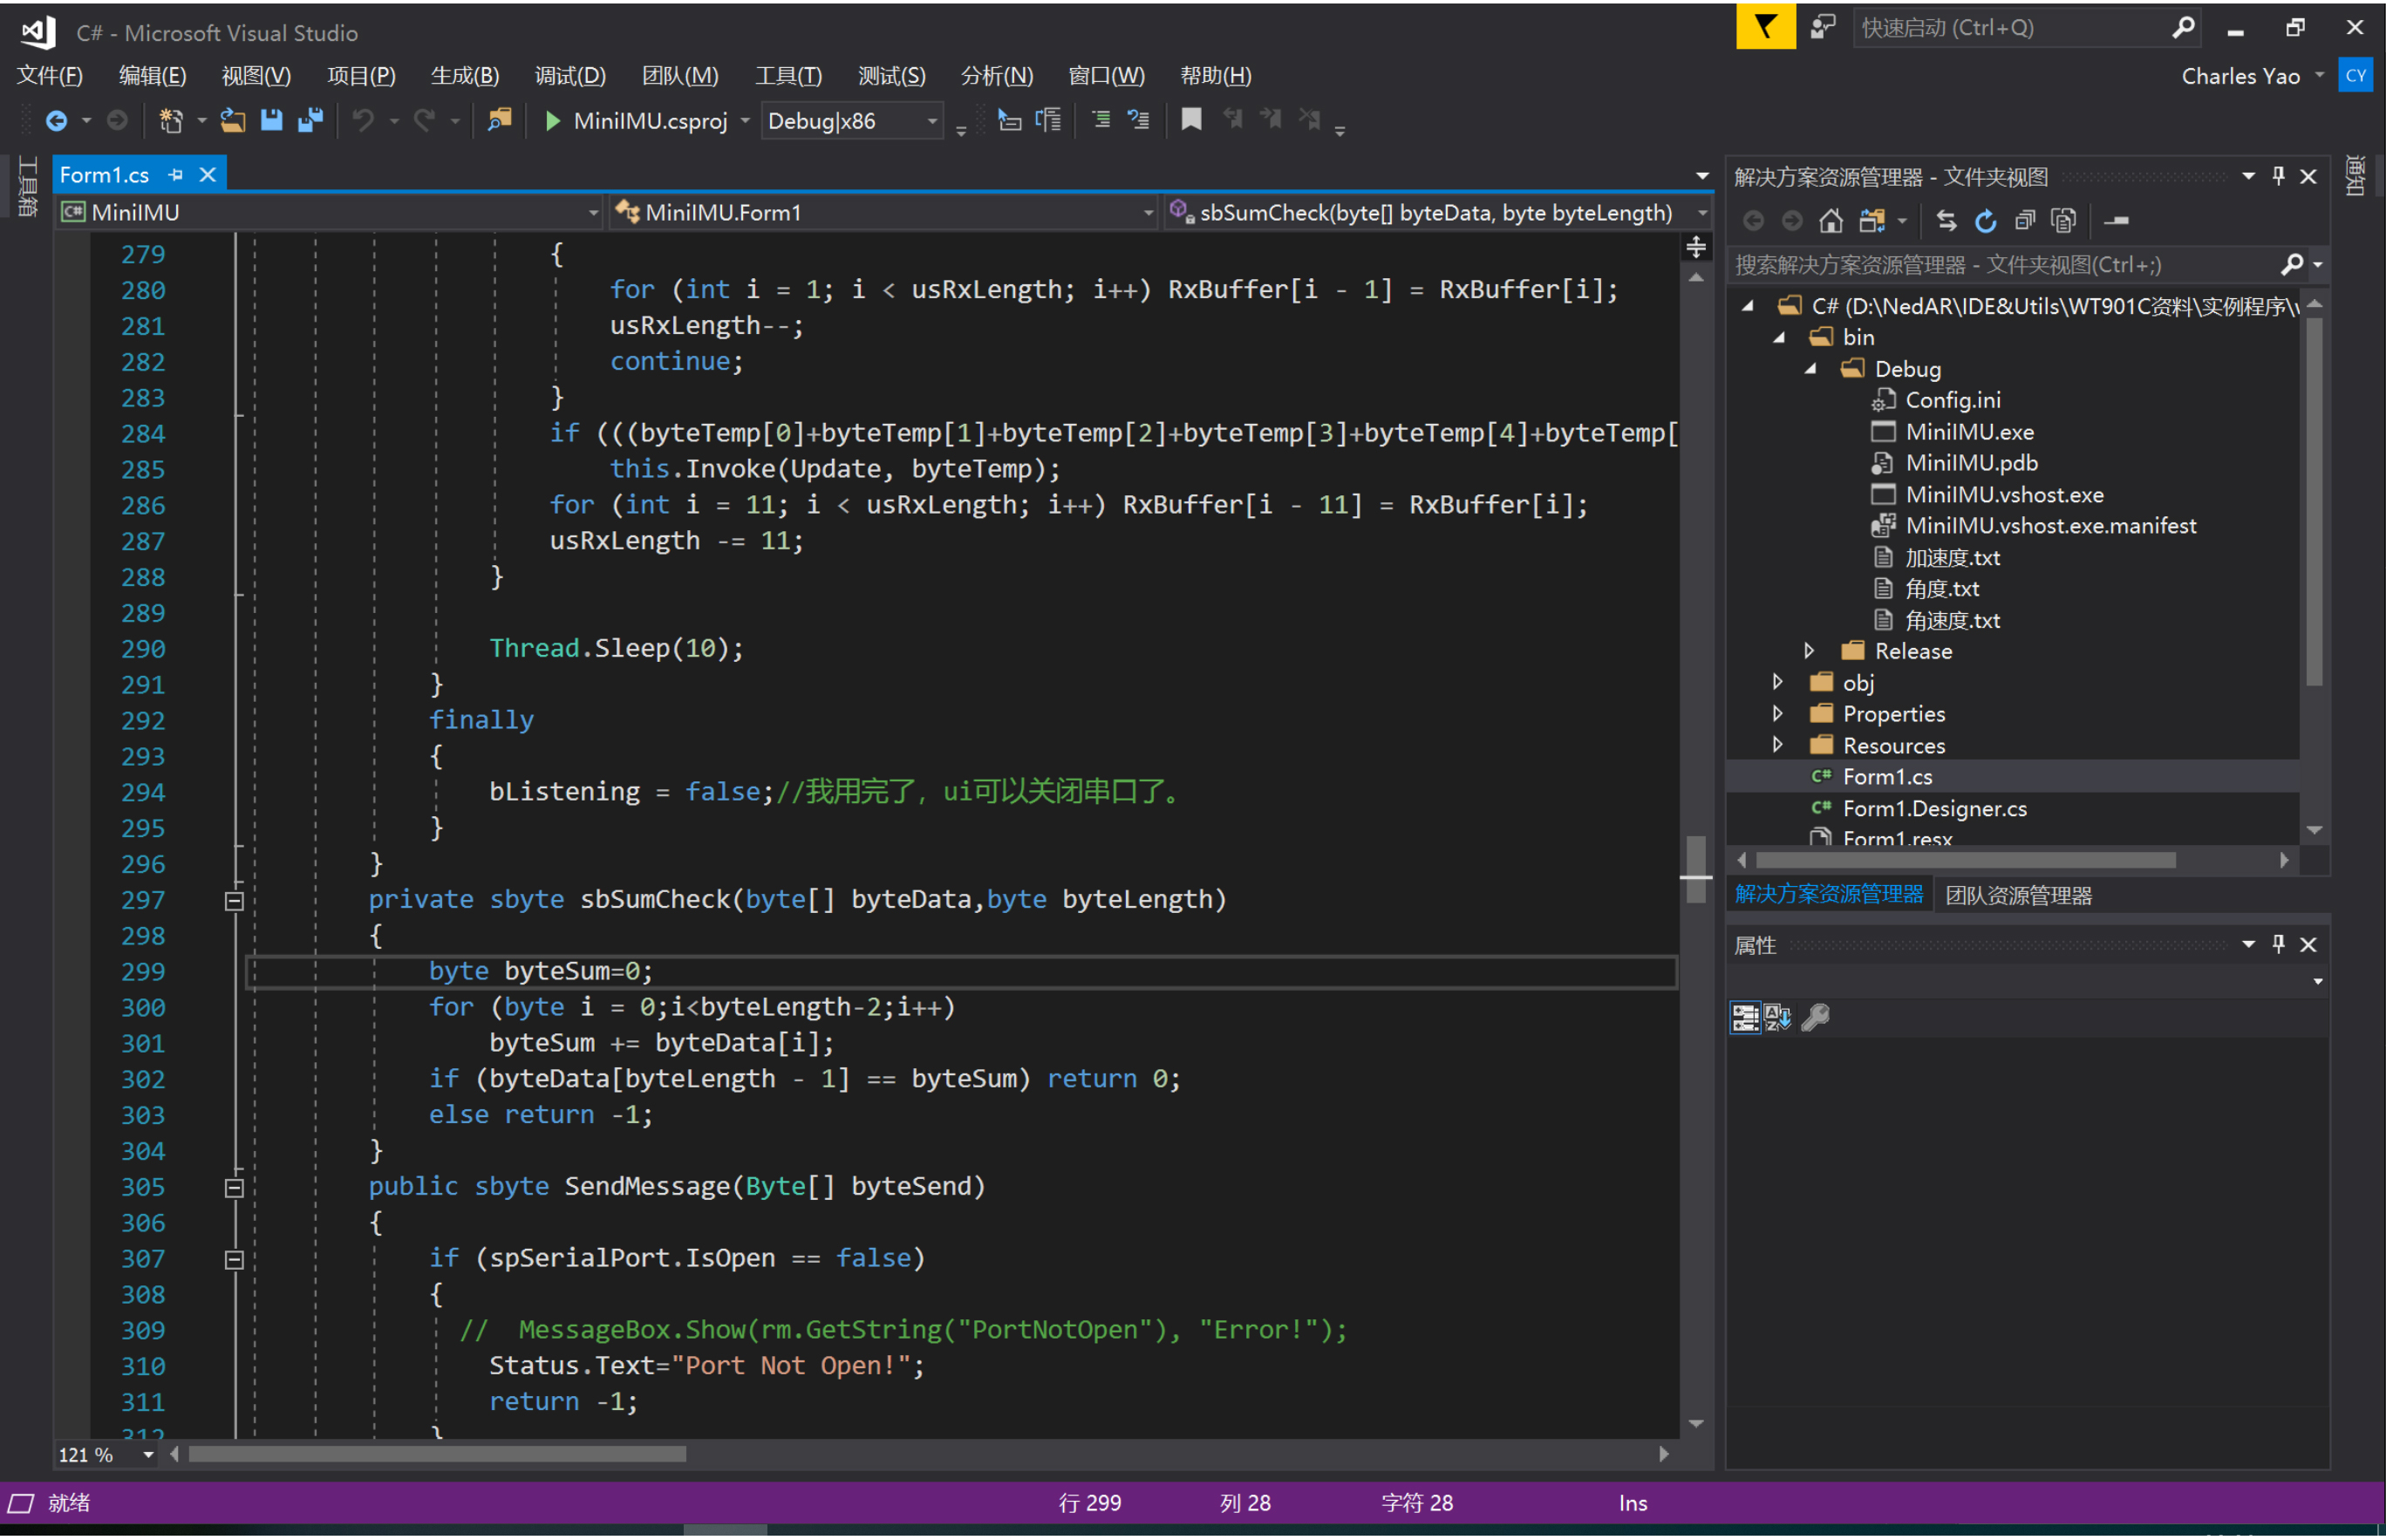 C# - Microsoft Visual Studio
快速启动 (Ctrl+Q)
文件(F) 编辑(E) 视图(V) 项目(P) 生成(B) 调试(D) 团队(M) 工具(T) 测试(S) 分析(N) 窗口(W) 帮助(H)
Charles Yao CY
MiniIMU.csproj Debug|x86
工具箱
Form1.cs
MiniIMU MiniIMU.Form1 sbSumCheck(byte[] byteData, byte byteLength)
279 {
280 for (int i = 1; i < usRxLength; i++) RxBuffer[i - 1] = RxBuffer[i];
281 usRxLength--;
282 continue;
283 }
284 if (((byteTemp[0]+byteTemp[1]+byteTemp[2]+byteTemp[3]+byteTemp[4]+byteTemp[
285 this.Invoke(Update, byteTemp);
286 for (int i = 11; i < usRxLength; i++) RxBuffer[i - 11] = RxBuffer[i];
287 usRxLength -= 11;
288 }
289
290 Thread.Sleep(10);
291 }
292 finally
293 {
294 bListening = false;//我用完了，ui可以关闭串口了。
295 }
296 }
297 private sbyte sbSumCheck(byte[] byteData,byte byteLength)
298 {
299 byte byteSum=0;
300 for (byte i = 0;i<byteLength-2;i++)
301 byteSum += byteData[i];
302 if (byteData[byteLength - 1] == byteSum) return 0;
303 else return -1;
304 }
305 public sbyte SendMessage(Byte[] byteSend)
306 {
307 if (spSerialPort.IsOpen == false)
308 {
309 // MessageBox.Show(rm.GetString("PortNotOpen"), "Error!");
310 Status.Text="Port Not Open!";
311 return -1;
312 }
121 %
解决方案资源管理器 - 文件夹视图
通知
搜索解决方案资源管理器 - 文件夹视图(Ctrl+;)
C# (D:\NedAR\IDE&Utils\WT901C资料\实例程序\
bin
Debug
Config.ini
MiniIMU.exe
MiniIMU.pdb
MiniIMU.vshost.exe
MiniIMU.vshost.exe.manifest
加速度.txt
角度.txt
角速度.txt
Release
obj
Properties
Resources
Form1.cs
Form1.Designer.cs
Form1.resx
解决方案资源管理器 团队资源管理器
属性
就绪 行 299 列 28 字符 28 Ins